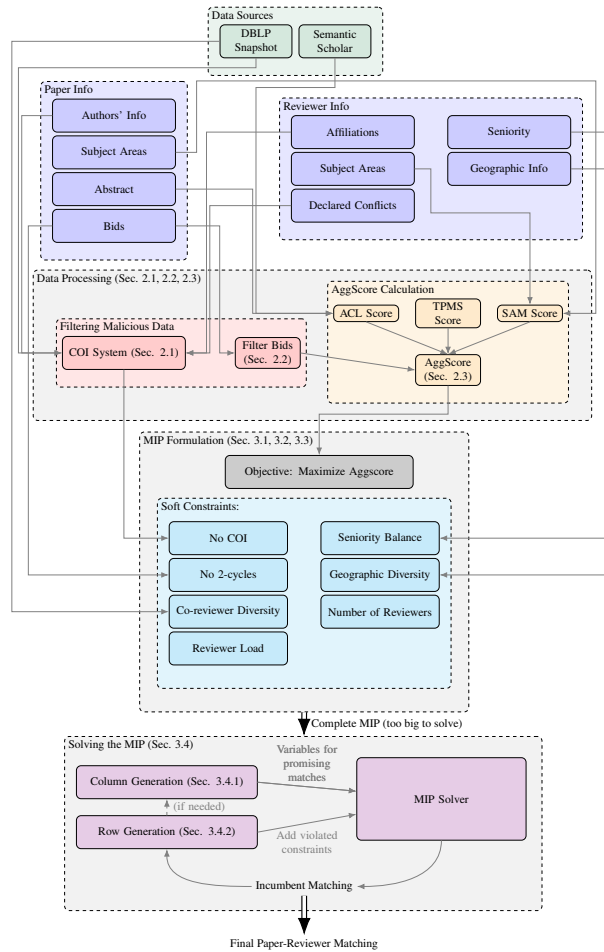 Data Sources
DBLP
Snapshot
Semantic
Scholar
Paper Info
Authors' Info
Subject Areas
Abstract
Bids
Reviewer Info
Affiliations
Seniority
Subject Areas
Geographic Info
Declared Conflicts
Data Processing (Sec. 2.1, 2.2, 2.3)
AggScore Calculation
ACL Score
TPMS
Score
SAM Score
Filtering Malicious Data
COI System (Sec. 2.1)
Filter Bids
(Sec. 2.2)
AggScore
(Sec. 2.3)
MIP Formulation (Sec. 3.1, 3.2, 3.3)
Objective: Maximize Aggscore
Soft Constraints:
No COI
Seniority Balance
No 2-cycles
Geographic Diversity
Co-reviewer Diversity
Number of Reviewers
Reviewer Load
Complete MIP (too big to solve)
Solving the MIP (Sec. 3.4)
Variables for
promising
matches
Column Generation (Sec. 3.4.1)
MIP Solver
(if needed)
Row Generation (Sec. 3.4.2)
Add violated
constraints
Incumbent Matching
Final Paper-Reviewer Matching